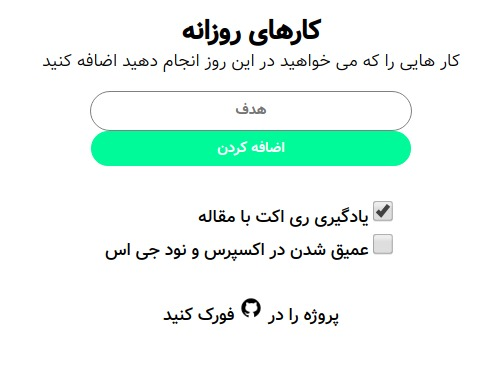 کارهای روزانه
کار هایی را که می خواهید در این روز انجام دهید اضافه کنید
هدف
اضافه کردن
یادگیری ری اکت با مقاله
عمیق شدن در اکسپرس و نود جی اس
پروژه را در فورک کنید